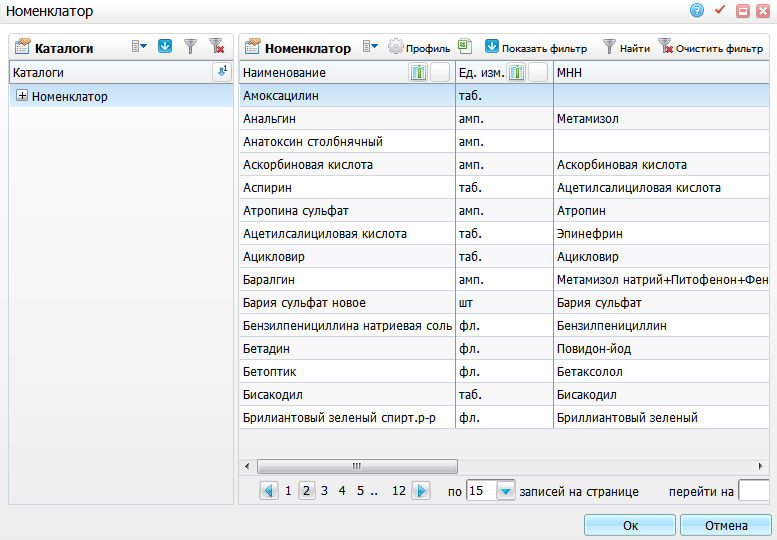 Номенклатор
Каталоги
Каталоги
Номенклатор
Номенклатор Профиль Показать фильтр Найти Очистить фильтр
Наименование Ед. изм. МНН
Амоксацилин таб.
Анальгин амп. Метамизол
Анатоксин столбнячный амп.
Аскорбиновая кислота амп. Аскорбиновая кислота
Аспирин таб. Ацетилсалициловая кислота
Атропина сульфат амп. Атропин
Ацетилсалициловая кислота таб. Эпинефрин
Ацикловир таб. Ацикловир
Баралгин амп. Метамизол натрий+Питофенон+Фен
Бария сульфат новое шт Бария сульфат
Бензилпенициллина натриевая соль фл. Бензилпенициллин
Бетадин фл. Повидон-йод
Бетоптик фл. Бетаксолол
Бисакодил таб. Бисакодил
Брилиантовый зеленый спирт.р-р фл. Бриллиантовый зеленый
1 2 3 4 5 .. 12 по 15 записей на странице перейти на
Ок Отмена